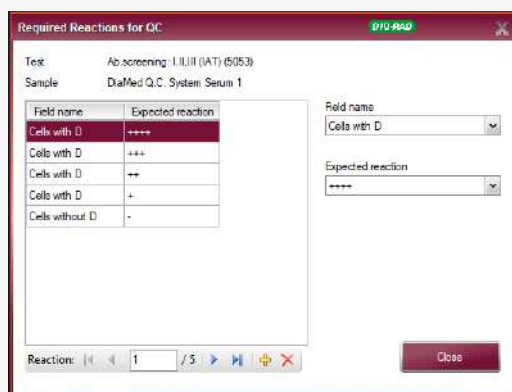 Required Reactions for QC
BIO-RAD
Test Ab.screening: I,II,III (IAT) (5053)
Sample DiaMed Q.C. System Serum 1
Field name Expected reaction
Cells with D ++++
Cells with D +++
Cells with D ++
Cells with D +
Cells without D -
Field name
Cells with D
Expected reaction
++++
Reaction: 1 / 5
Close